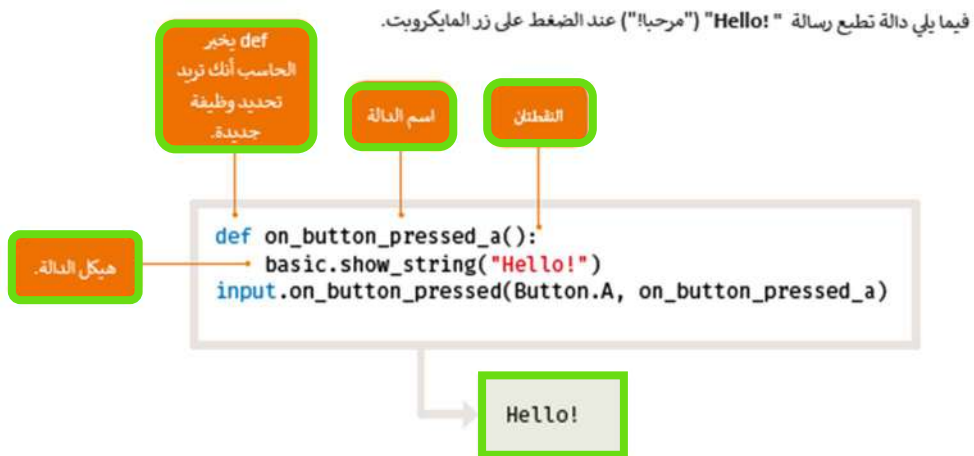 فيما يلي دالة تطبع رسالة "Hello!" ("مرحبا!") عند الضغط على زر المايكروبت.
def يخبر
الحاسب أنك تريد
تحديد وظيفة
جديدة.
اسم الدالة
النقطتان
def on_button_pressed_a():
هيكل الدالة.
basic.show_string("Hello!")
input.on_button_pressed(Button.A, on_button_pressed_a)
Hello!